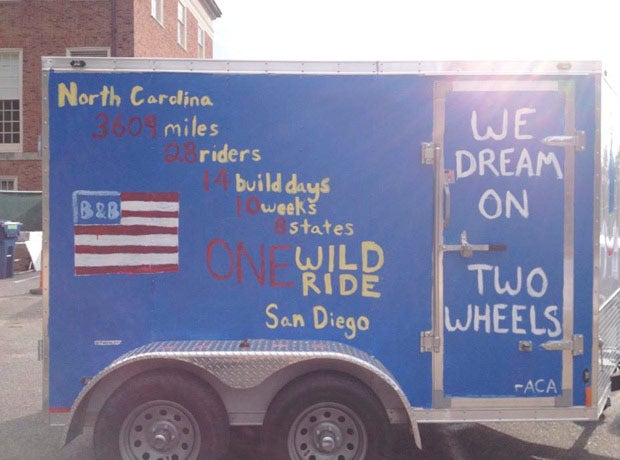 North Carolina
3609 miles
28 riders
14 build days
10 weeks
8 states
ONE WILD
RIDE
San Diego
B&B
WE
DREAM
ON
TWO
WHEELS
-ACA